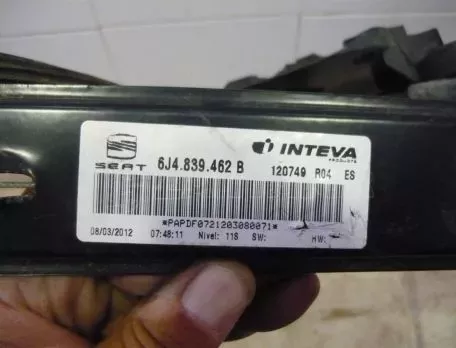 SEAT 6J4.839.462 B INTEVA
PRODUCTS
120749 R04 ES
*PAPDF0721203080071*
08/03/2012 07:48:11 Nivel: 118 SW: HW: